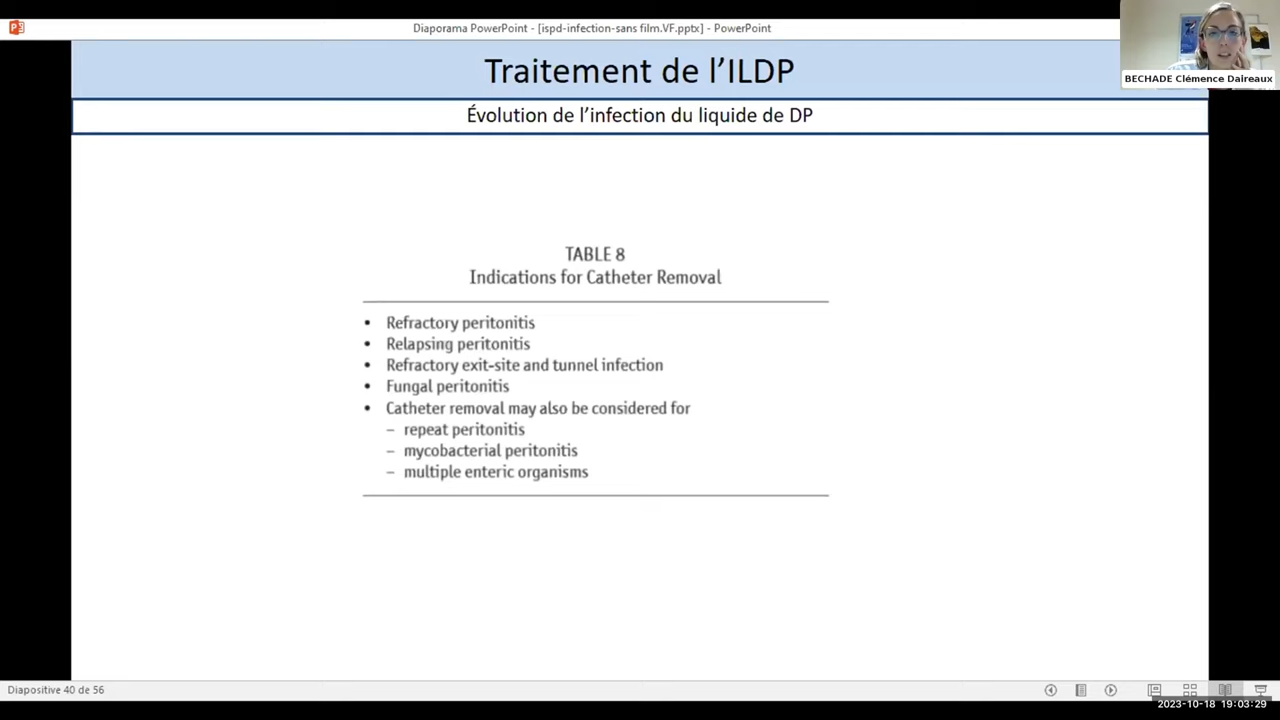 Diaporama PowerPoint - [ispd-infection-sans film.VF.pptx] - PowerPoint
BECHADE Clémence Daireaux
Traitement de l'ILDP
Évolution de l'infection du liquide de DP
TABLE 8
Indications for Catheter Removal
• Refractory peritonitis
• Relapsing peritonitis
• Refractory exit-site and tunnel infection
• Fungal peritonitis
• Catheter removal may also be considered for
– repeat peritonitis
– mycobacterial peritonitis
– multiple enteric organisms
Diapositive 40 de 56
2023-10-18 19:03:29